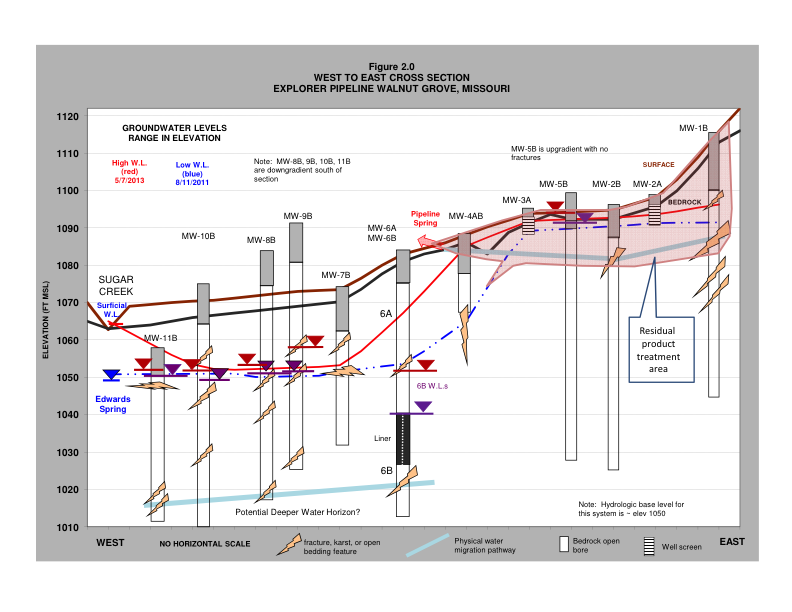 Figure 2.0
WEST TO EAST CROSS SECTION
EXPLORER PIPELINE WALNUT GROVE, MISSOURI
1120
1110
1100
1090
1080
1070
1060
1050
1040
1030
1020
1010
ELEVATION (FT MSL)
GROUNDWATER LEVELS
RANGE IN ELEVATION
High W.L.
(red)
5/7/2013
Low W.L.
(blue)
8/11/2011
Note: MW-8B, 9B, 10B, 11B
are downgradient south of
section
MW-5B is upgradient with no
fractures
MW-1B
SURFACE
BEDROCK
MW-2A
MW-2B
MW-5B
MW-3A
MW-4AB
Pipeline
Spring
MW-6A
MW-6B
MW-9B
MW-8B
MW-10B
MW-7B
SUGAR
CREEK
Surficial
W.L.
MW-11B
6A
6B W.L.s
Edwards
Spring
Liner
6B
Residual
product
treatment
area
Potential Deeper Water Horizon?
Note: Hydrologic base level for
this system is ~ elev 1050
WEST
NO HORIZONTAL SCALE
fracture, karst, or open
bedding feature
Physical water
migration pathway
Bedrock open
bore
Well screen
EAST